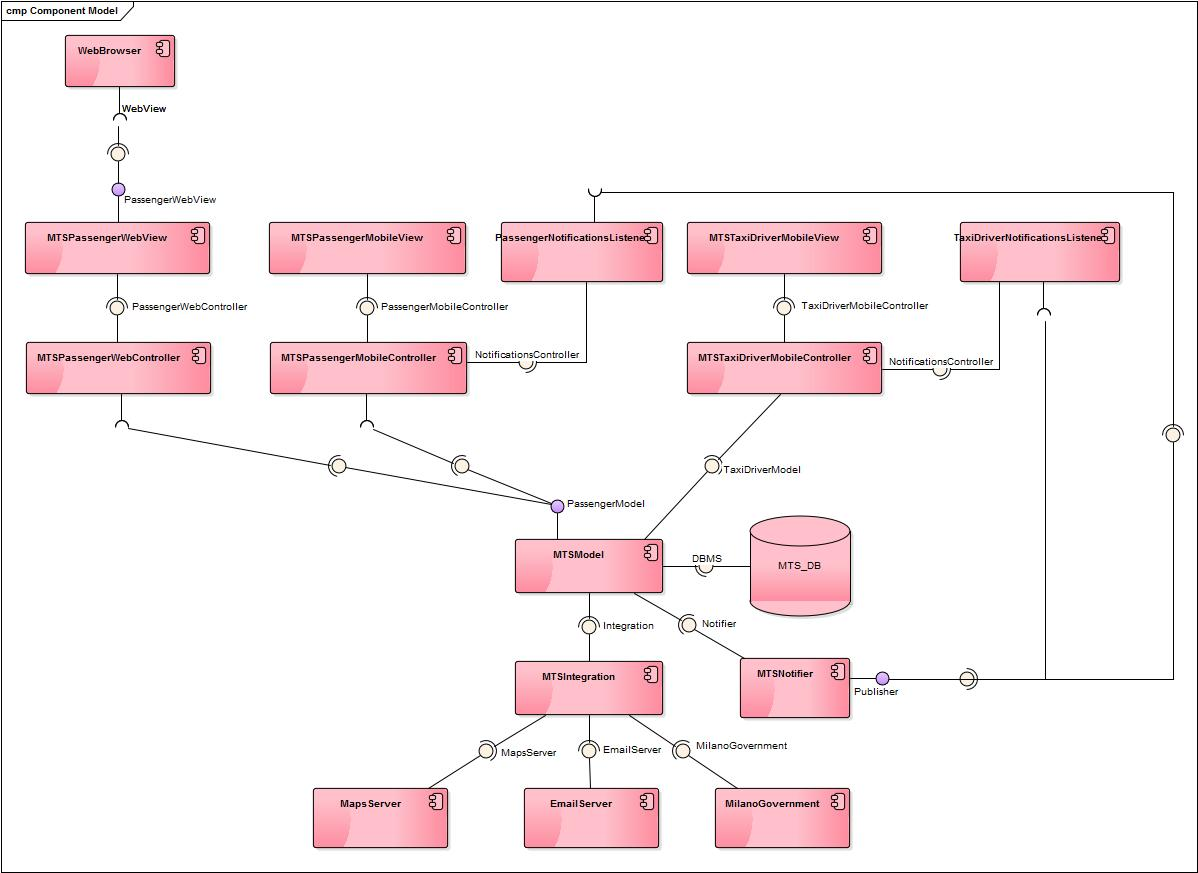 cmp Component Model
WebBrowser
WebView
PassengerWebView
MTSPassengerWebView
MTSPassengerMobileView
PassengerNotificationsListene
MTSTaxiDriverMobileView
TaxiDriverNotificationsListene
PassengerWebController
PassengerMobileController
TaxiDriverMobileController
MTSPassengerWebController
MTSPassengerMobileController
NotificationsController
MTSTaxiDriverMobileController
NotificationsController
TaxiDriverModel
PassengerModel
MTSModel
DBMS
MTS_DB
Integration
Notifier
MTSIntegration
MTSNotifier
Publisher
MapsServer
EmailServer
MilanoGovernment
MapsServer
EmailServer
MilanoGovernment